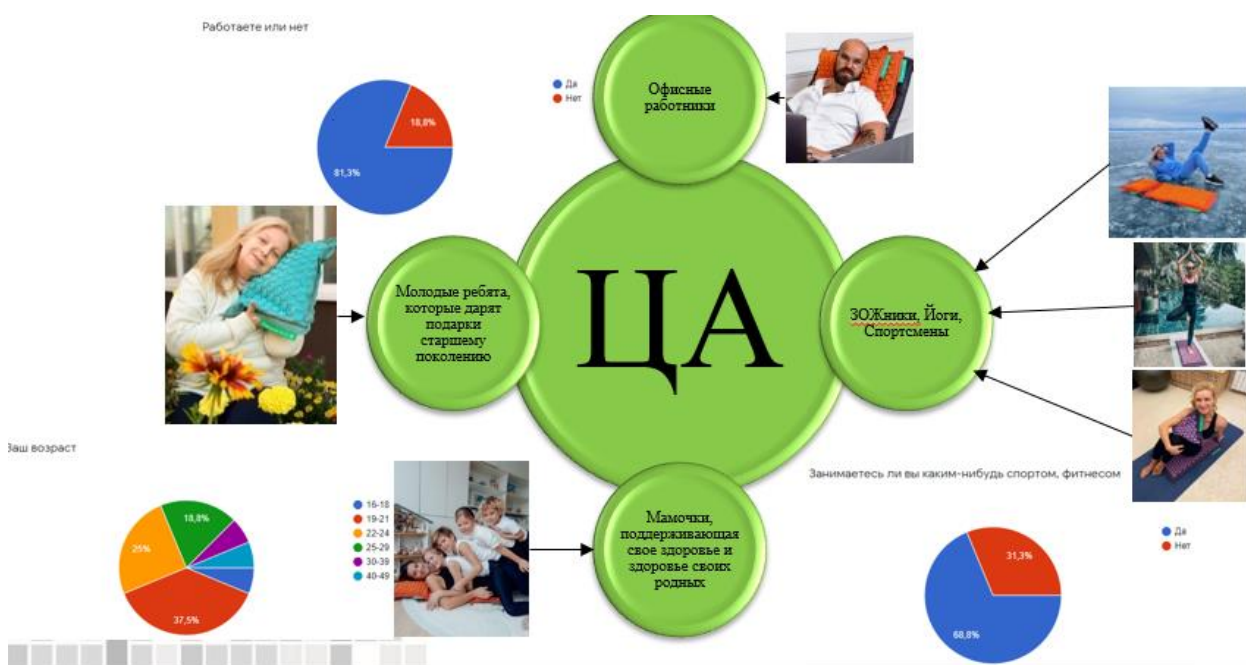 Работаете или нет
Да
Нет
18,8%
81,3%
Офисные
работники
Молодые ребята,
которые дарят
подарки
старшему
поколению
ЦА
ЗОЖники, Йоги,
Спортсмены
Ваш возраст
18,8%
25%
37,5%
16-18
19-21
22-24
25-29
30-39
40-49
Мамочки,
поддерживающая
свое здоровье и
здоровье своих
родных
Занимаетесь ли вы каким-нибудь спортом, фитнесом
Да
Нет
31,3%
68,8%